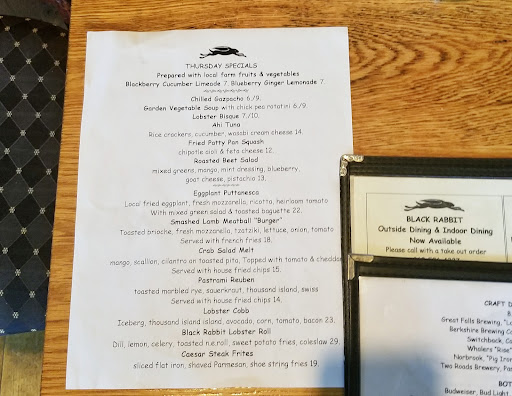 THURSDAY SPECIALS
Prepared with local farm fruits & vegetables
Blackberry Cucumber Limeade 7. Blueberry Ginger Lemonade 7
Chilled Gazpacho 6./9.
Garden Vegetable Soup with chick pea rotatini 6./9
Lobster Bisque 7./10.
Ahi Tuna
Rice crackers, cucumber, wasabi cream cheese 14.
Fried Patty Pan Squash
chipotle aioli & feta cheese 12.
Roasted Beet Salad
mixed greens, mango, mint dressing, blueberry,
goat cheese, pistachio 13.
Eggplant Puttanesca
Local fried eggplant, fresh mozzarella, ricotta, heirloom tomato
With mixed green salad & toasted baguette 22.
Smashed Lamb Meatball "Burger"
Toasted brioche, fresh mozzarella, tzatziki, lettuce, onion, tomato
Served with french fries 18.
Crab Salad Melt
mango, scallion, cilantro on toasted pita, Topped with tomato & cheddar
Served with house fried chips 15.
Pastrami Reuben
toasted marbled rye, sauerkraut, thousand island, swiss
Served with house fried chips 14.
Lobster Cobb
Iceberg, thousand island, avocado, corn, tomato, bacon 23.
Black Rabbit Lobster Roll
Dill, lemon, celery, toasted n.e.roll, sweet potato fries, coleslaw 29.
Caesar Steak Frites
sliced flat iron, shaved Parmesan, shoe string fries 19.
BLACK RABBIT
Outside Dining & Indoor Dining
Now Available
Please call with a take out order
CRAFT D
B
Great Falls Brewing, "L
Berkshire Brewing C
Switchback, Co
Whalers "Rise"
Norbrook, "Pig Iron
Two Roads Brewery, Pa
BOT
Budweiser, Bud Light